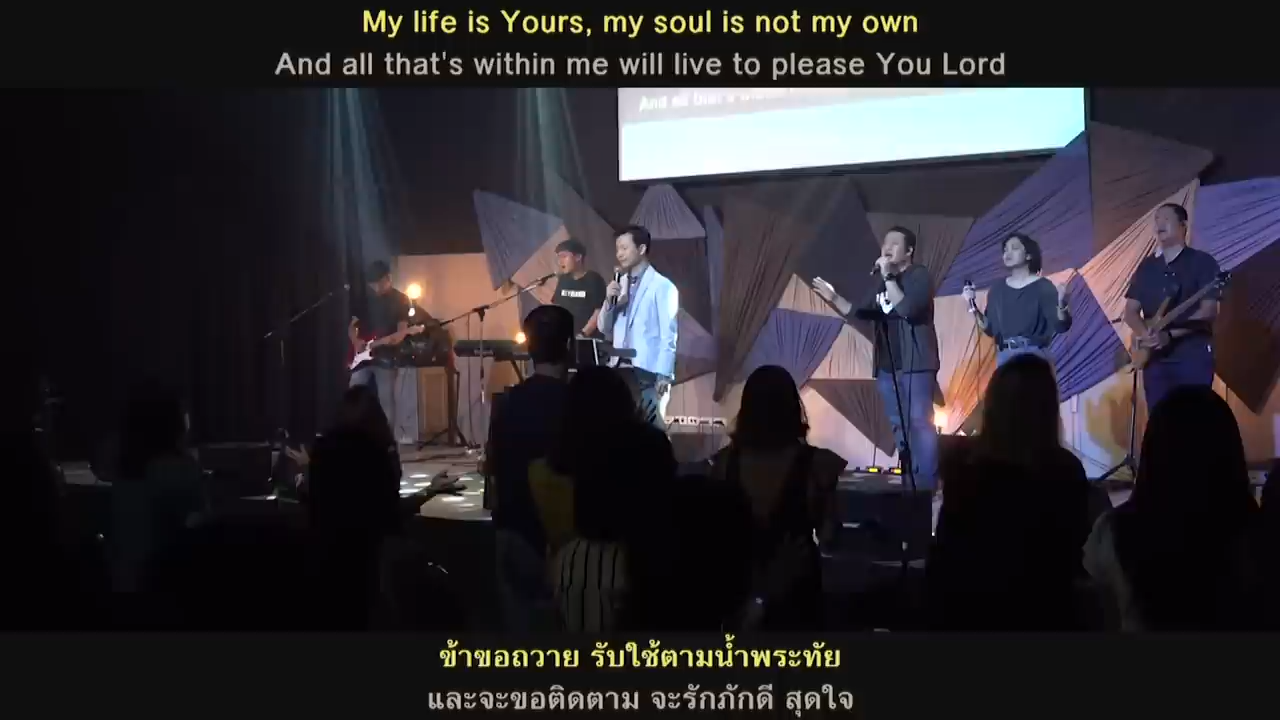 My life is Yours, my soul is not my own
And all that's within me will live to please You Lord
And all that's
ข้าขอถวาย รับใช้ตามน้ำพระทัย
และจะขอติดตาม จะรักภักดี สุดใจ